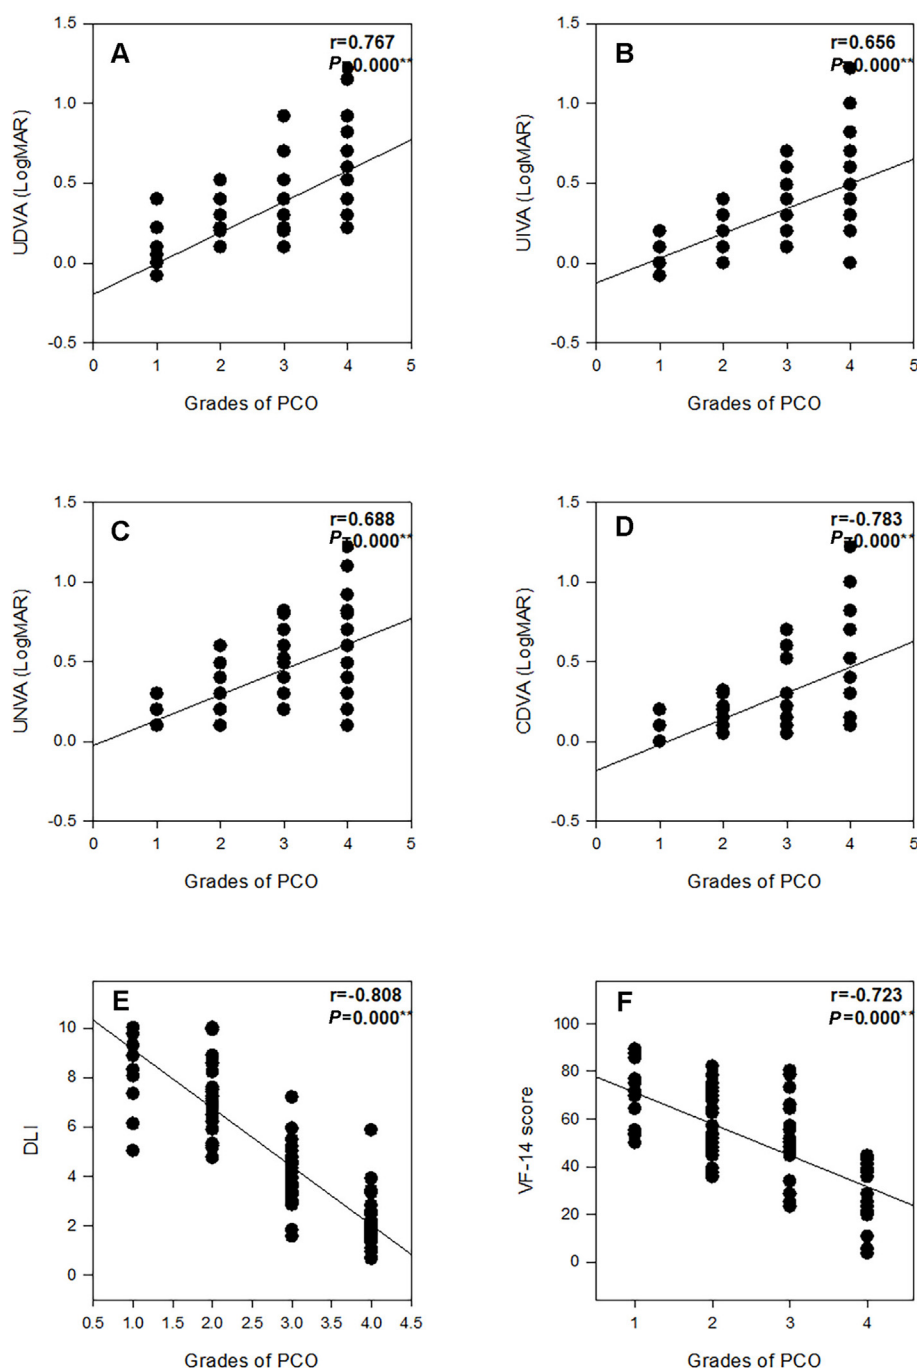 A
r=0.767
P=0.000**
1.5
1.0
0.5
0.0
-0.5
UDVA (LogMAR)
0 1 2 3 4 5
Grades of PCO
B
r=0.656
P=0.000**
1.5
1.0
0.5
0.0
-0.5
UIVA (LogMAR)
0 1 2 3 4 5
Grades of PCO
C
r=0.688
P=0.000**
1.5
1.0
0.5
0.0
-0.5
UNVA (LogMAR)
0 1 2 3 4 5
Grades of PCO
D
r=-0.783
P=0.000**
1.5
1.0
0.5
0.0
-0.5
CDVA (LogMAR)
0 1 2 3 4 5
Grades of PCO
E
r=-0.808
P=0.000**
10
8
6
4
2
0
DLI
0.5 1.0 1.5 2.0 2.5 3.0 3.5 4.0 4.5
Grades of PCO
F
r=-0.723
P=0.000**
100
80
60
40
20
0
VF-14 score
1 2 3 4
Grades of PCO